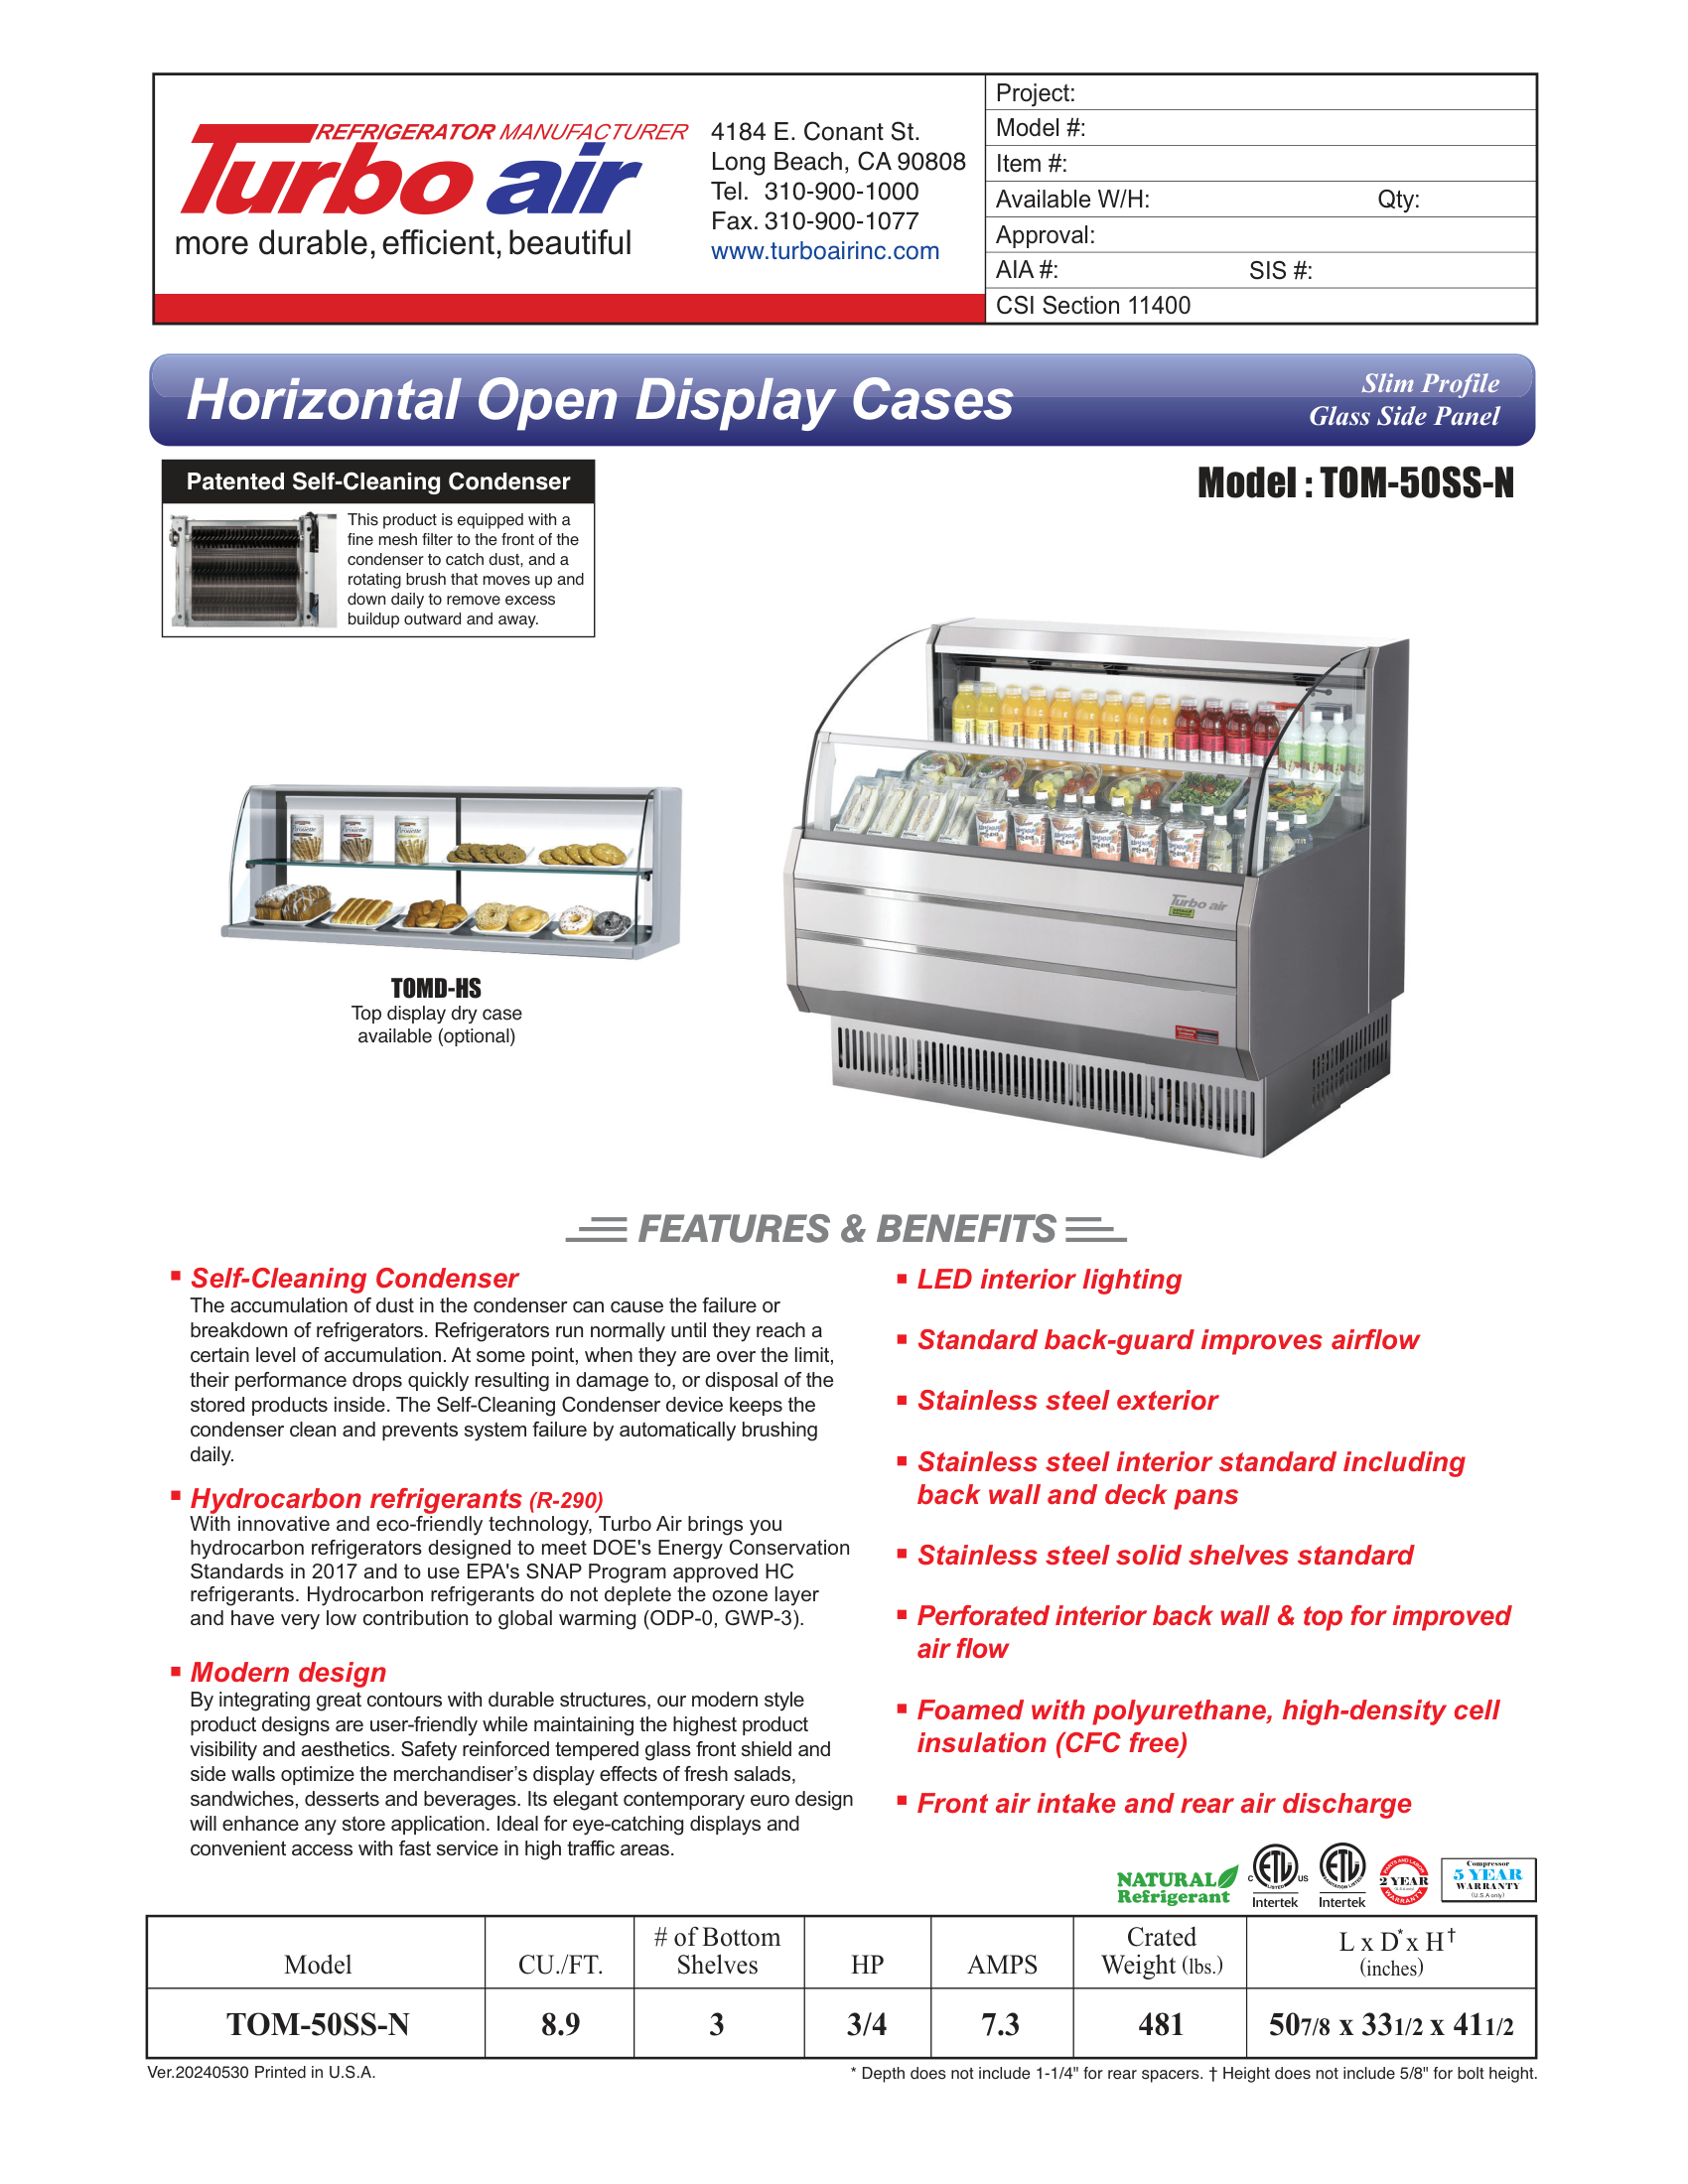 REFRIGERATOR MANUFACTURER
Turbo air
more durable, efficient, beautiful
4184 E. Conant St.
Long Beach, CA 90808
Tel. 310-900-1000
Fax. 310-900-1077
www.turboairinc.com
Project:
Model #:
Item #:
Available W/H: Qty:
Approval:
AIA #: SIS #:
CSI Section 11400
Horizontal Open Display Cases
Slim Profile
Glass Side Panel
Patented Self-Cleaning Condenser
This product is equipped with a
fine mesh filter to the front of the
condenser to catch dust, and a
rotating brush that moves up and
down daily to remove excess
buildup outward and away.
Model : TOM-50SS-N
Turbo air
TOMD-HS
Top display dry case
available (optional)
FEATURES & BENEFITS
Self-Cleaning Condenser
The accumulation of dust in the condenser can cause the failure or
breakdown of refrigerators. Refrigerators run normally until they reach a
certain level of accumulation. At some point, when they are over the limit,
their performance drops quickly resulting in damage to, or disposal of the
stored products inside. The Self-Cleaning Condenser device keeps the
condenser clean and prevents system failure by automatically brushing
daily.
Hydrocarbon refrigerants (R-290)
With innovative and eco-friendly technology, Turbo Air brings you
hydrocarbon refrigerators designed to meet DOE's Energy Conservation
Standards in 2017 and to use EPA's SNAP Program approved HC
refrigerants. Hydrocarbon refrigerants do not deplete the ozone layer
and have very low contribution to global warming (ODP-0, GWP-3).
Modern design
By integrating great contours with durable structures, our modern style
product designs are user-friendly while maintaining the highest product
visibility and aesthetics. Safety reinforced tempered glass front shield and
side walls optimize the merchandiser's display effects of fresh salads,
sandwiches, desserts and beverages. Its elegant contemporary euro design
will enhance any store application. Ideal for eye-catching displays and
convenient access with fast service in high traffic areas.
LED interior lighting
Standard back-guard improves airflow
Stainless steel exterior
Stainless steel interior standard including
back wall and deck pans
Stainless steel solid shelves standard
Perforated interior back wall & top for improved
air flow
Foamed with polyurethane, high-density cell
insulation (CFC free)
Front air intake and rear air discharge
NATURAL
Refrigerant
C ETL US
LISTED
Intertek
ETL
SANITATION LISTED
Intertek
PARTS AND LABOR
2 YEAR
WARRANTY
Compressor
5 YEAR
WARRANTY
(U.S.A only)
Model CU./FT. # of Bottom Shelves HP AMPS Crated Weight (lbs.) L x D* x H† (inches)
TOM-50SS-N 8.9 3 3/4 7.3 481 507/8 x 331/2 x 411/2
Ver.20240530 Printed in U.S.A.
* Depth does not include 1-1/4" for rear spacers. † Height does not include 5/8" for bolt height.